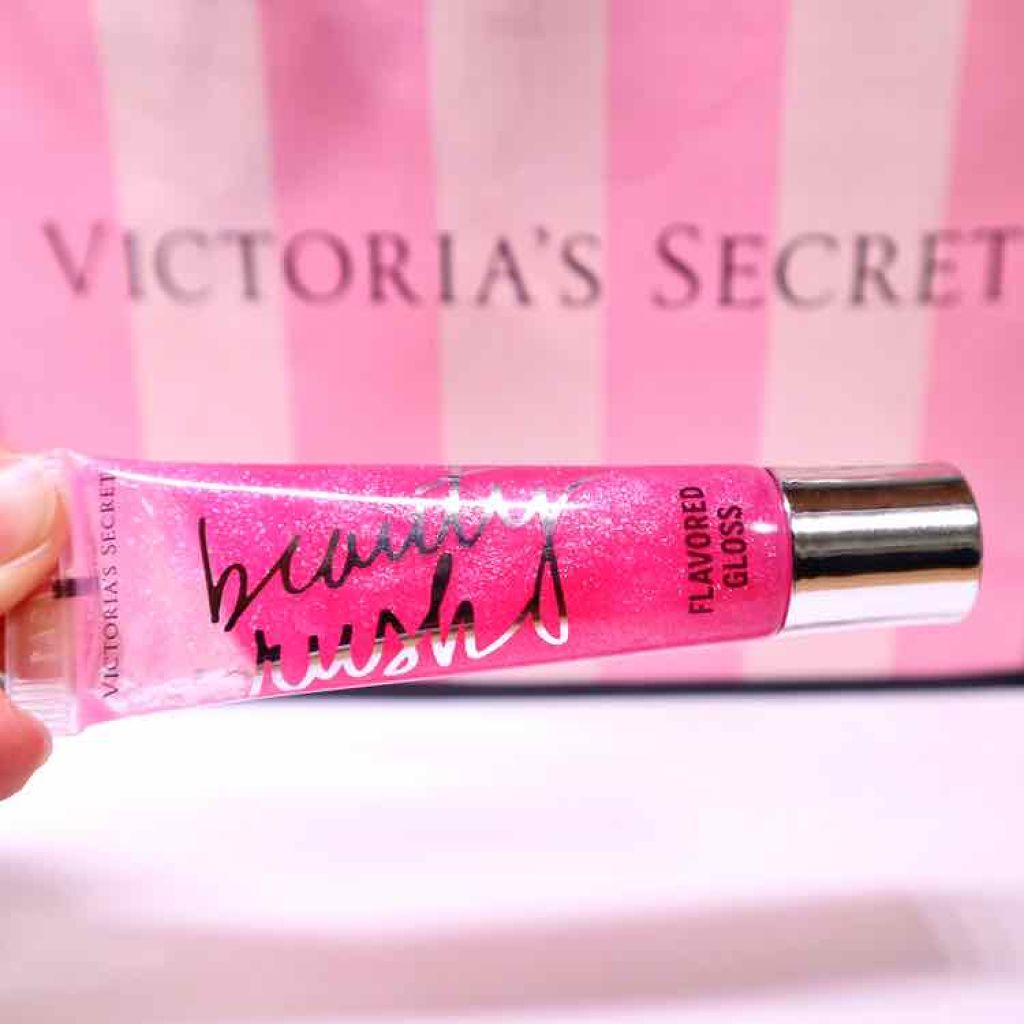 VICTORIA'S SECRET
VICTORIA'S SECRET
beauty
rush
FLAVORED
GLOSS